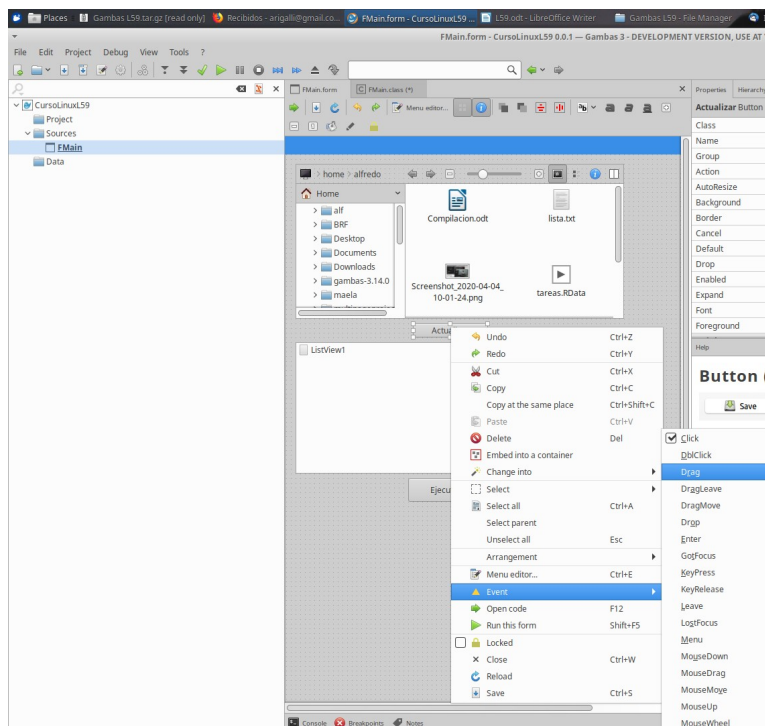 Places
Gambas L59.tar.gz [read only]
Recibidos - arigalli@gmail.co...
FMain.form - CursoLinuxL59 ...
L59.odt - LibreOffice Writer
Gambas L59 - File Manager
FMain.form - CursoLinuxL59 0.0.1 — Gambas 3 - DEVELOPMENT VERSION, USE AT
File Edit Project Debug View Tools ?
FMain.form
FMain.class (*)
Properties Hierarchy
CursoLinuxL59
Project
Sources
FMain
Data
Menu editor...
Actualizar Button
Class
Name
Group
Action
AutoResize
Background
Border
Cancel
Default
Drop
Enabled
Expand
Font
Foreground
Help
Button (
Save
home alfredo
Home
alf
BRF
Desktop
Documents
Downloads
gambas-3.14.0
maela
Compilacion.odt
lista.txt
Screenshot_2020-04-04_
10-01-24.png
tareas.RData
Actua
ListView1
Ejecu
Undo Ctrl+Z
Redo Ctrl+Y
Cut Ctrl+X
Copy Ctrl+C
Copy at the same place Ctrl+Shift+C
Paste Ctrl+V
Delete Del
Embed into a container
Change into
Select
Select all Ctrl+A
Select parent
Unselect all Esc
Arrangement
Menu editor... Ctrl+E
Event
Open code F12
Run this form Shift+F5
Locked
Close Ctrl+W
Reload
Save Ctrl+S
Click
DblClick
Drag
DragLeave
DragMove
Drop
Enter
GotFocus
KeyPress
KeyRelease
Leave
LostFocus
Menu
MouseDown
MouseDrag
MouseMove
MouseUp
MouseWheel
Console Breakpoints Notes